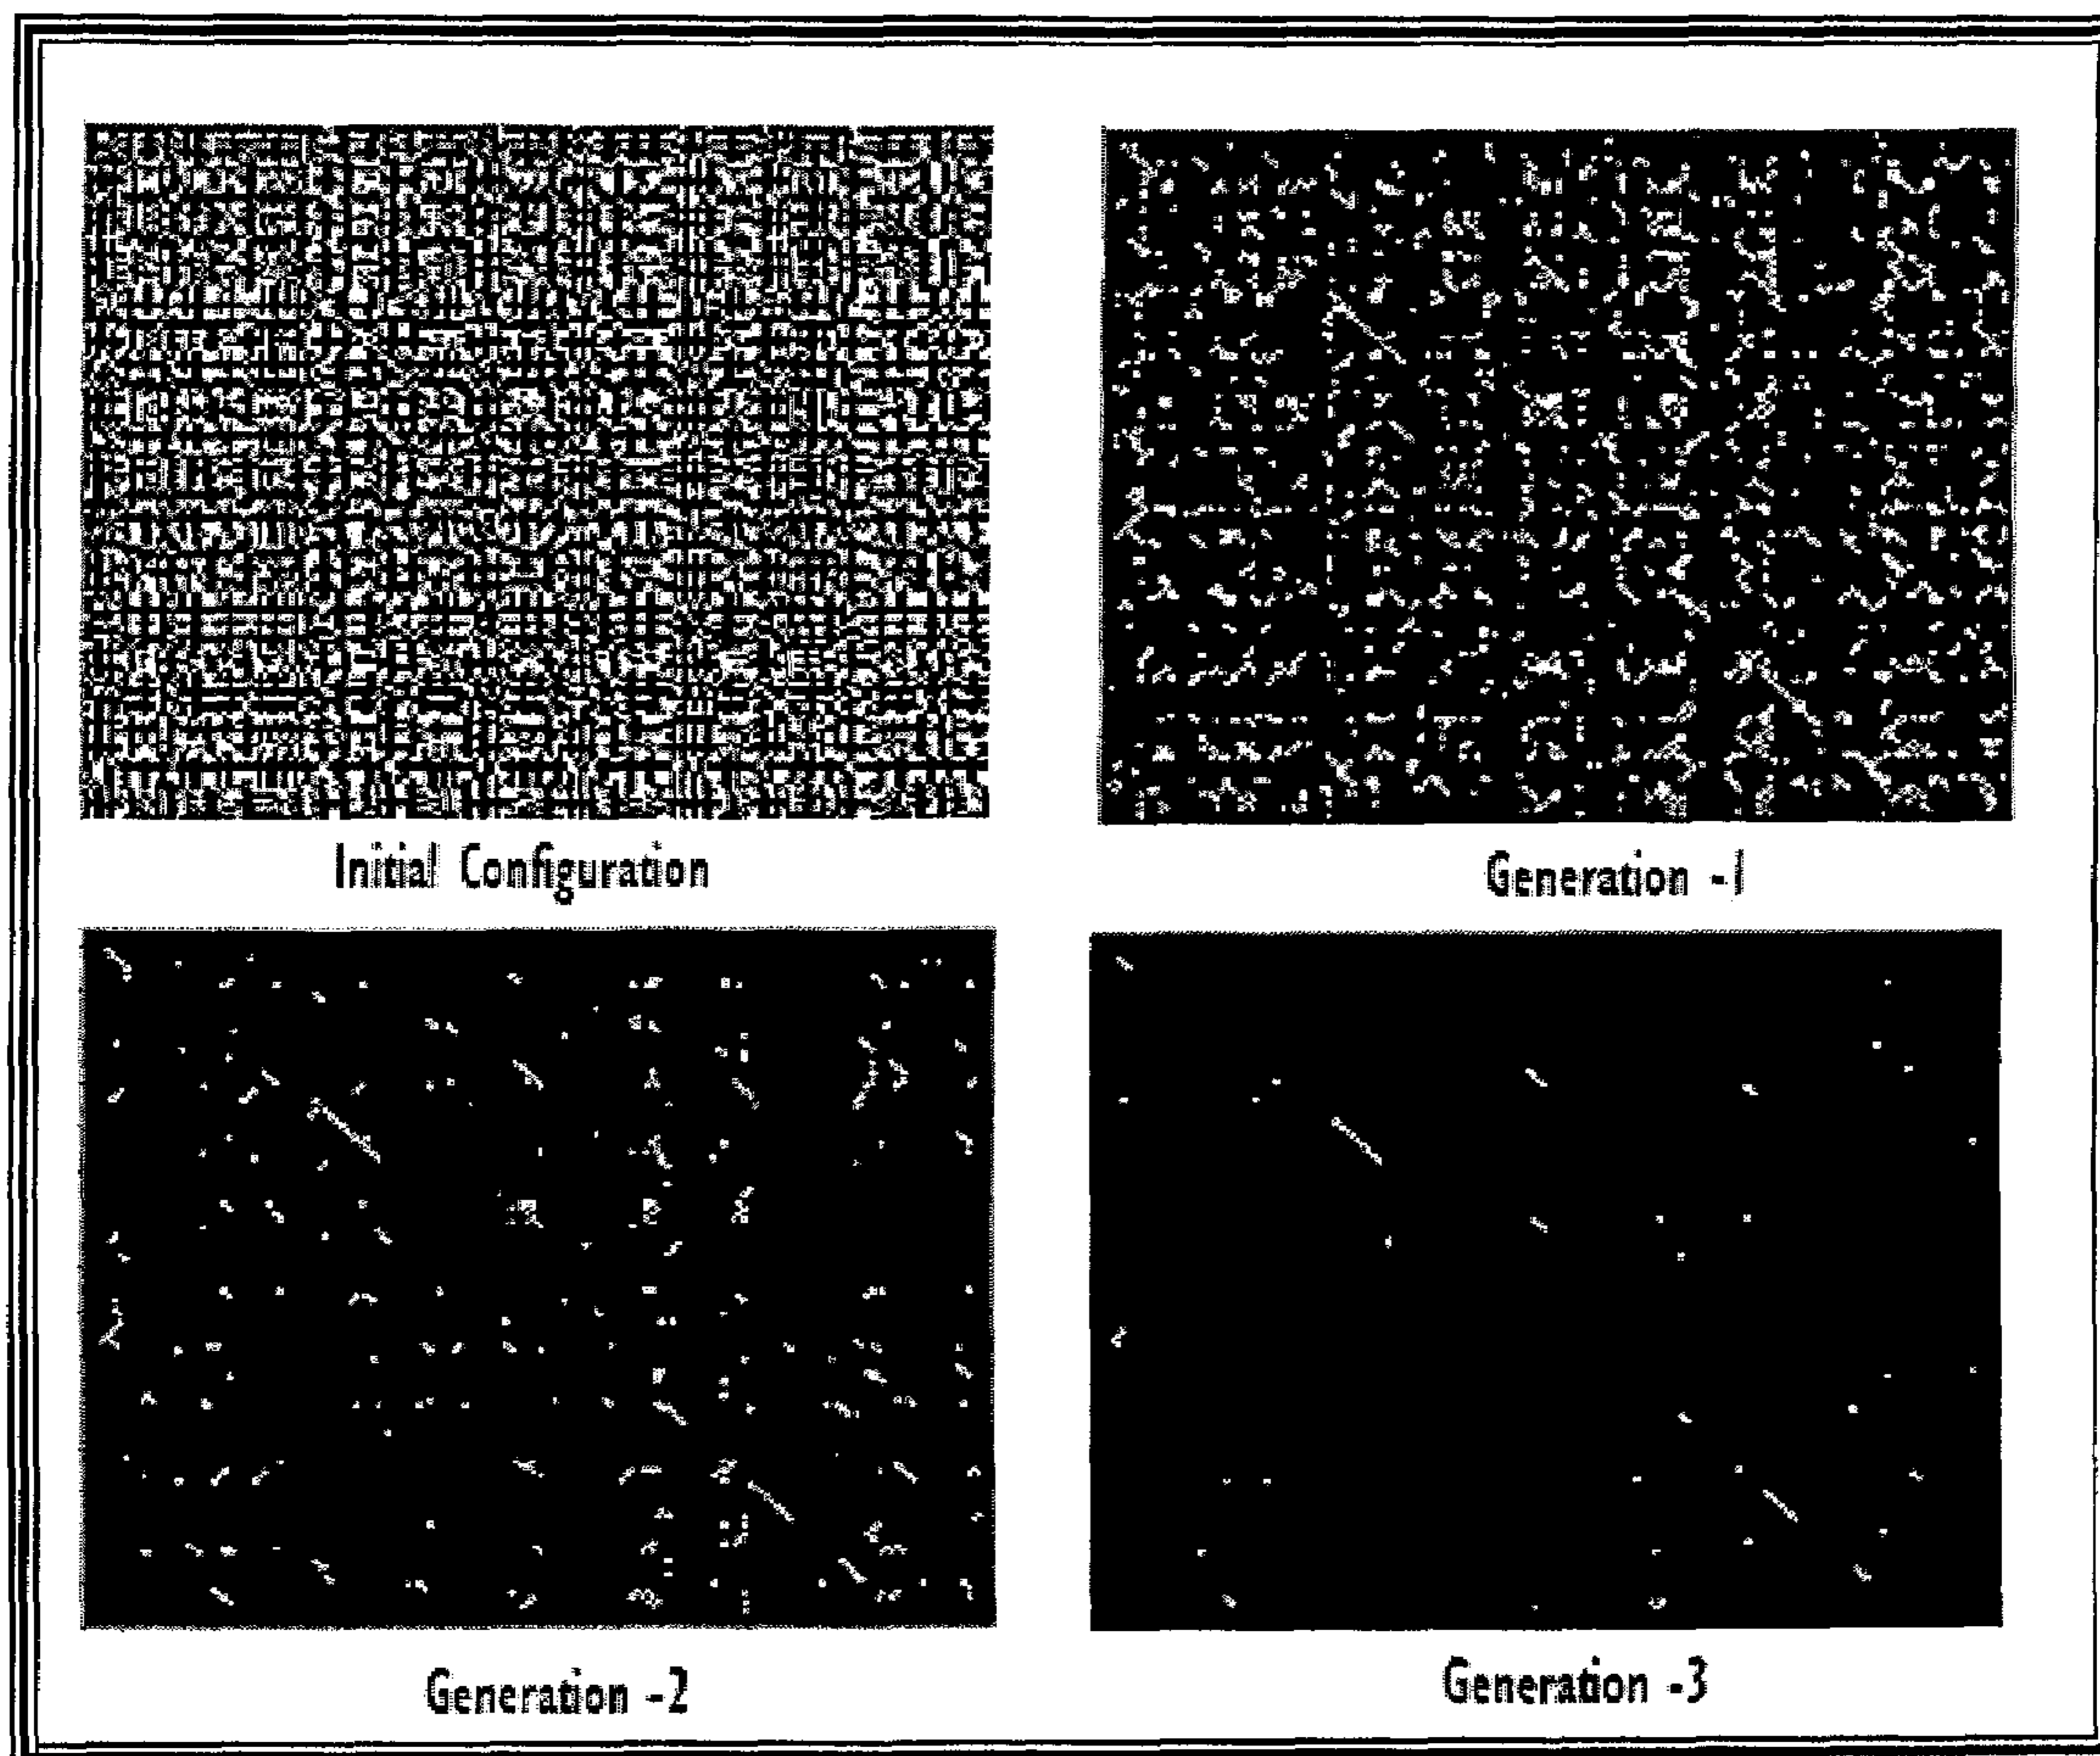 Initial Configuration
Generation -1
Generation -2
Generation -3